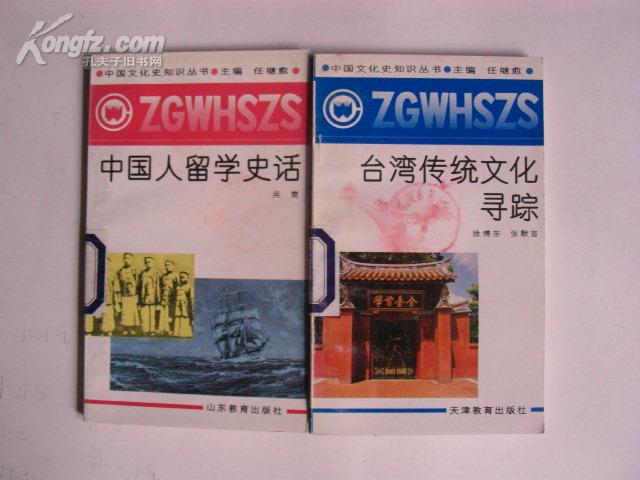 Kongfz.com
孔夫子旧书网
中国文化史知识丛书●主编 任继愈●
ZGWHSZS
中国人留学史话
吴霓
山东教育出版社
●中国文化史知识丛书●主编 任继愈●
ZGWHSZS
台湾传统文化
寻踪
徐博东 张默音
全臺首學
天津教育出版社